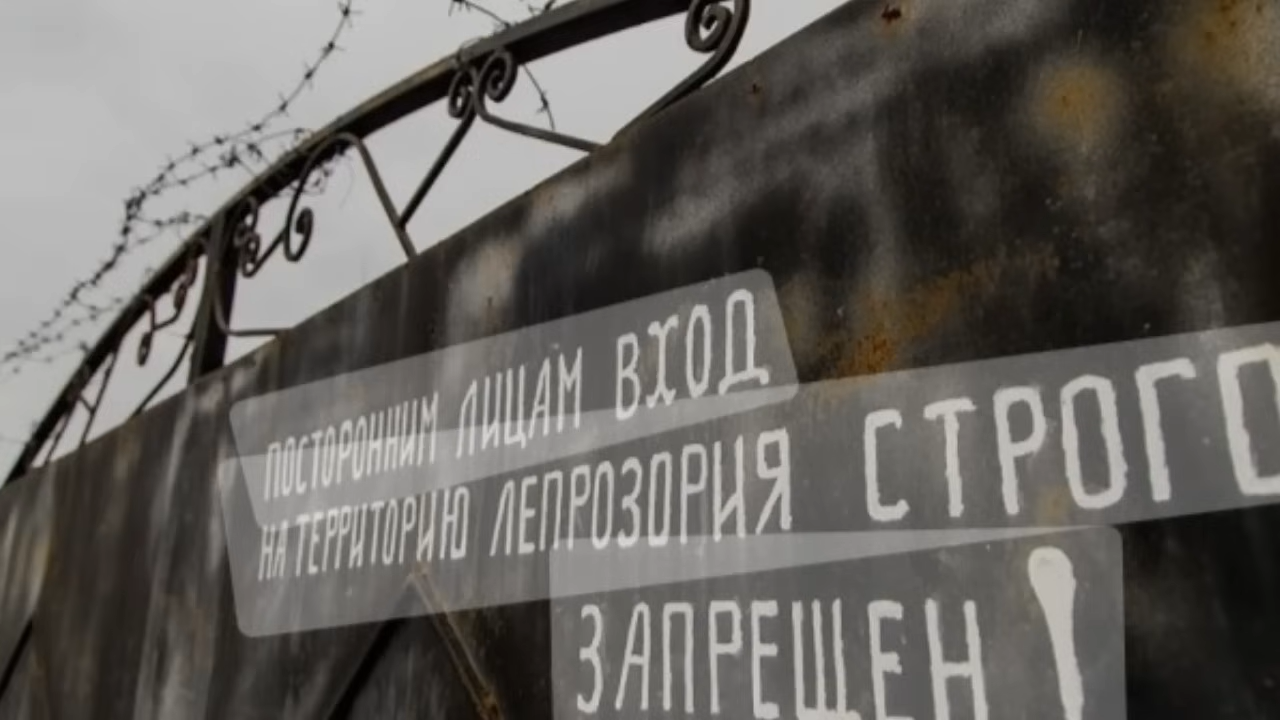 ПОСТОРОННИМ ЛИЦАМ ВХОД
НА ТЕРРИТОРИЮ ЛЕПРОЗОРИЯ СТРОГО
ЗАПРЕЩЕН!